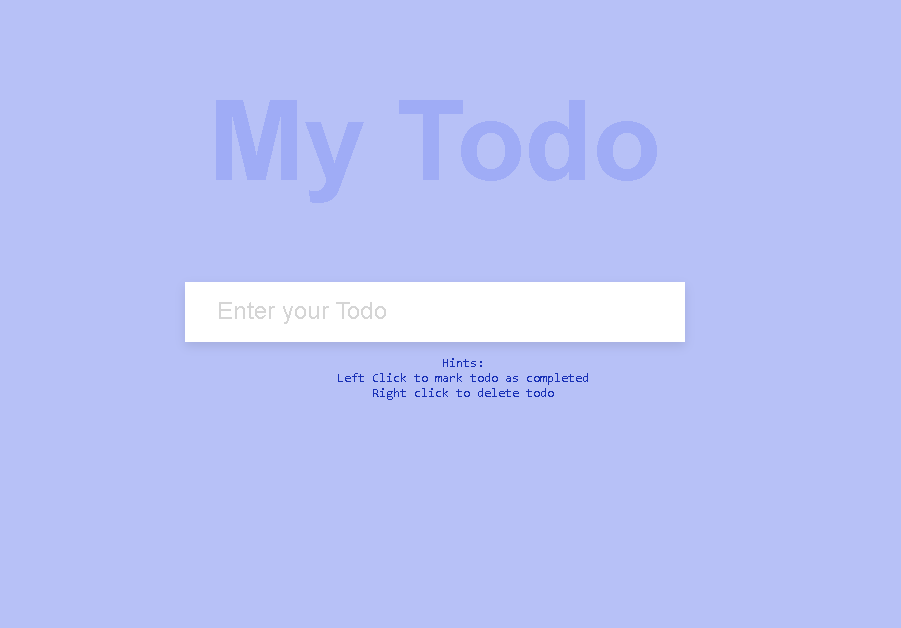 My Todo
Enter your Todo
Hints:
Left Click to mark todo as completed
Right click to delete todo